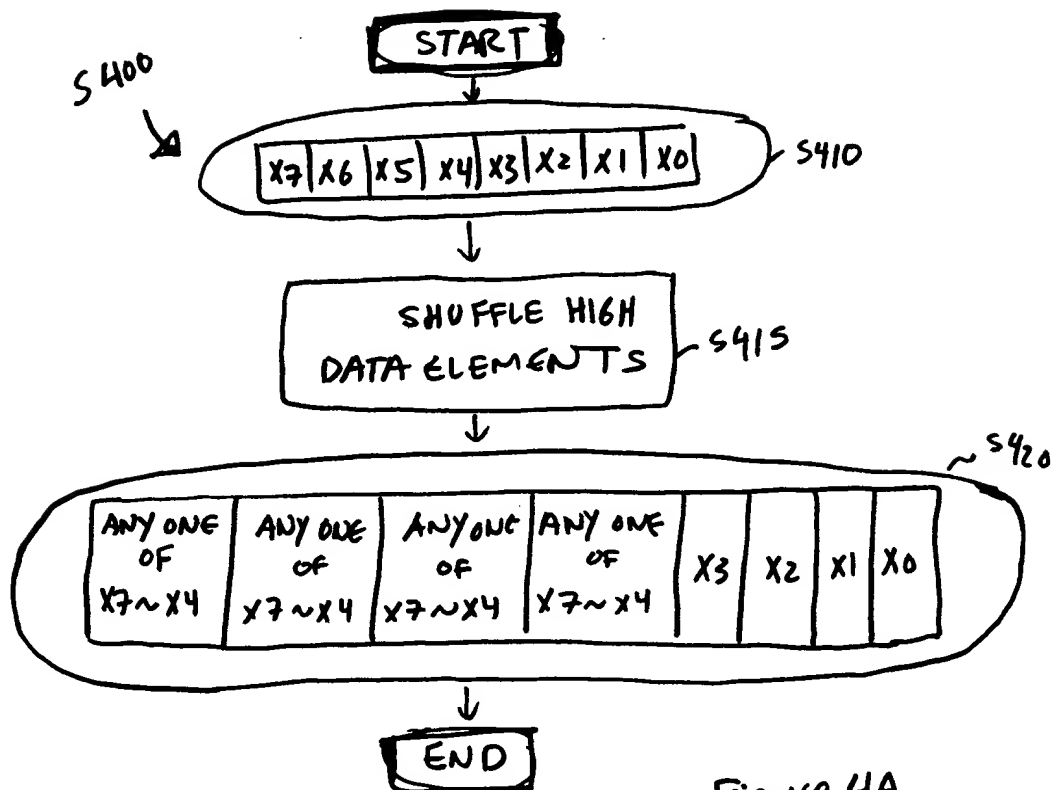 START
S400
X7 X6 X5 X4 X3 X2 X1 X0
S410
SHUFFLE HIGH
DATA ELEMENTS
S415
S420
ANY ONE OF X7~X4 ANY ONE OF X7~X4 ANY ONE OF X7~X4 ANY ONE OF X7~X4 X3 X2 X1 X0
END
Figure 4A